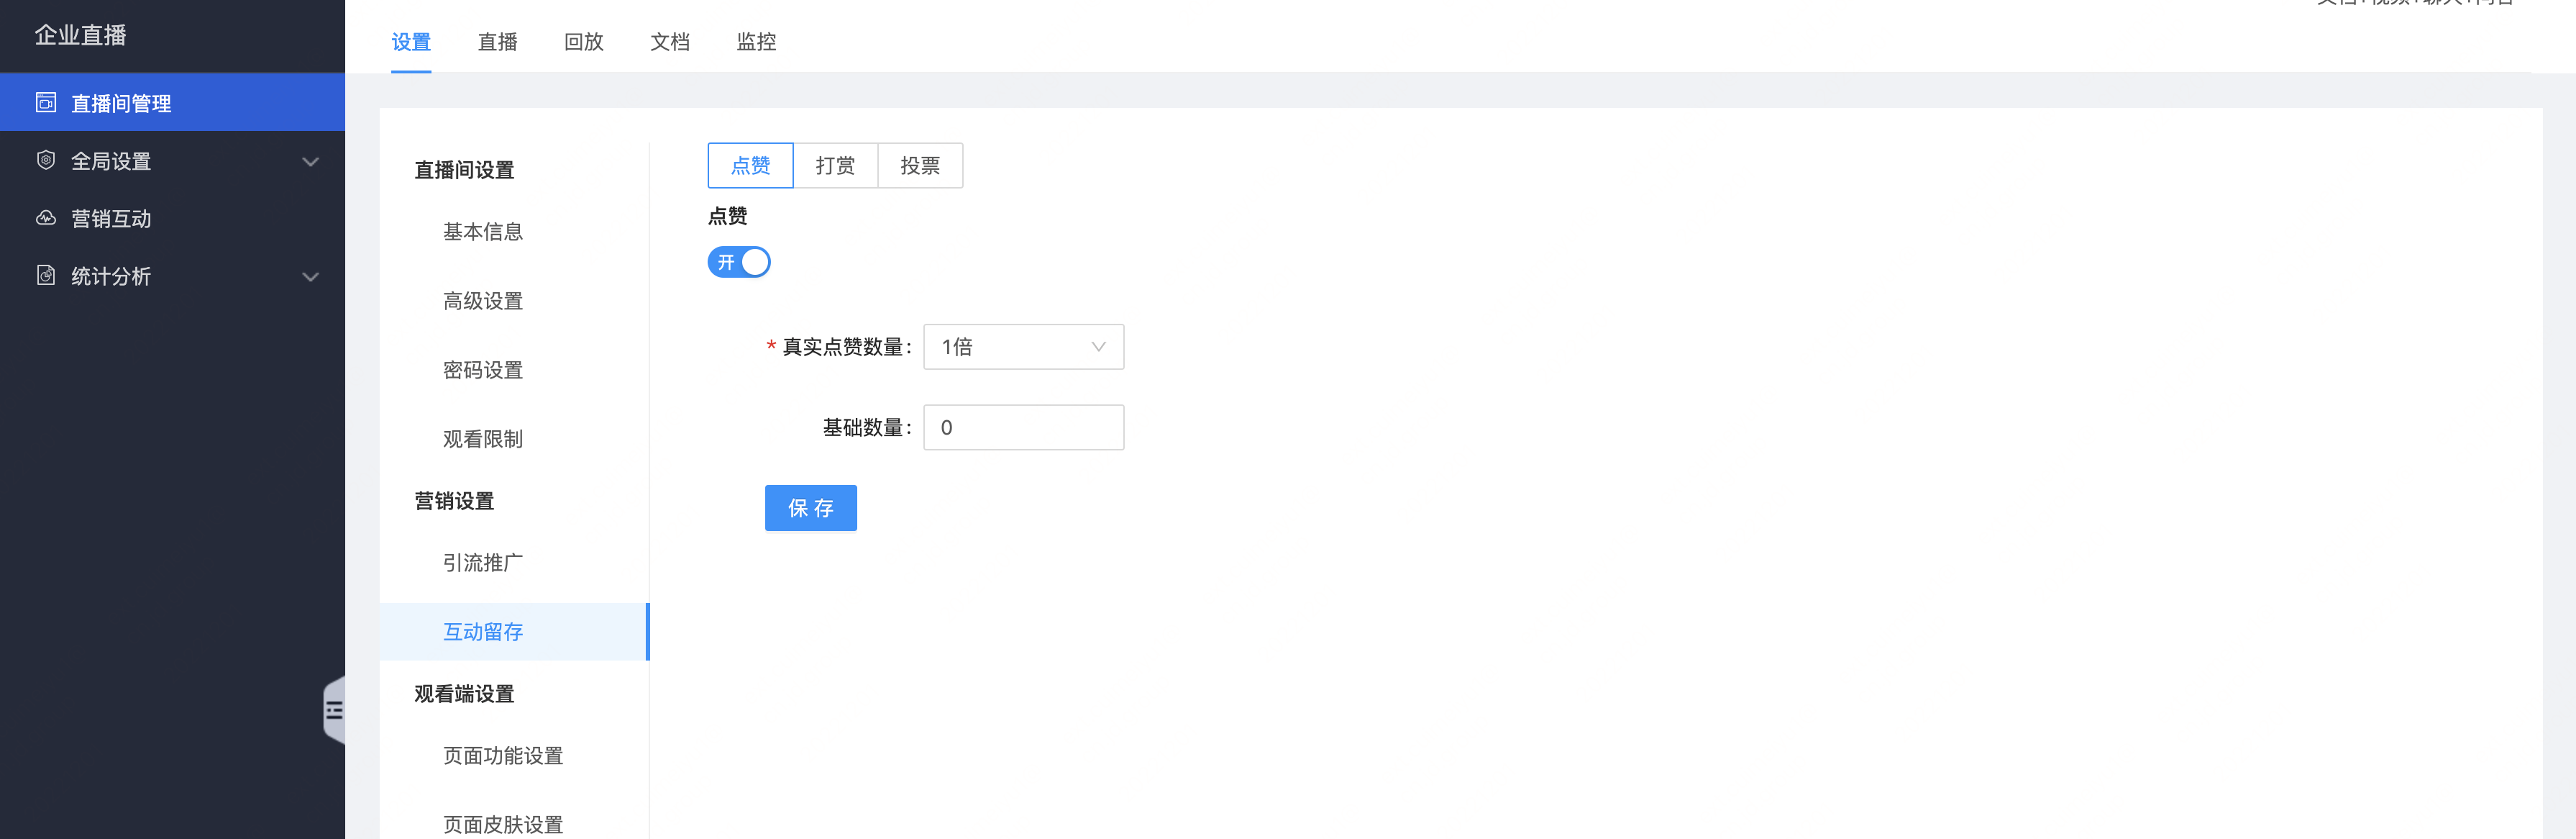 企业直播
直播间管理
全局设置
营销互动
统计分析
设置 直播 回放 文档 监控
直播间设置
基本信息
高级设置
密码设置
观看限制
营销设置
引流推广
互动留存
观看端设置
页面功能设置
页面皮肤设置
点赞 打赏 投票
点赞
开
* 真实点赞数量: 1倍
基础数量: 0
保 存